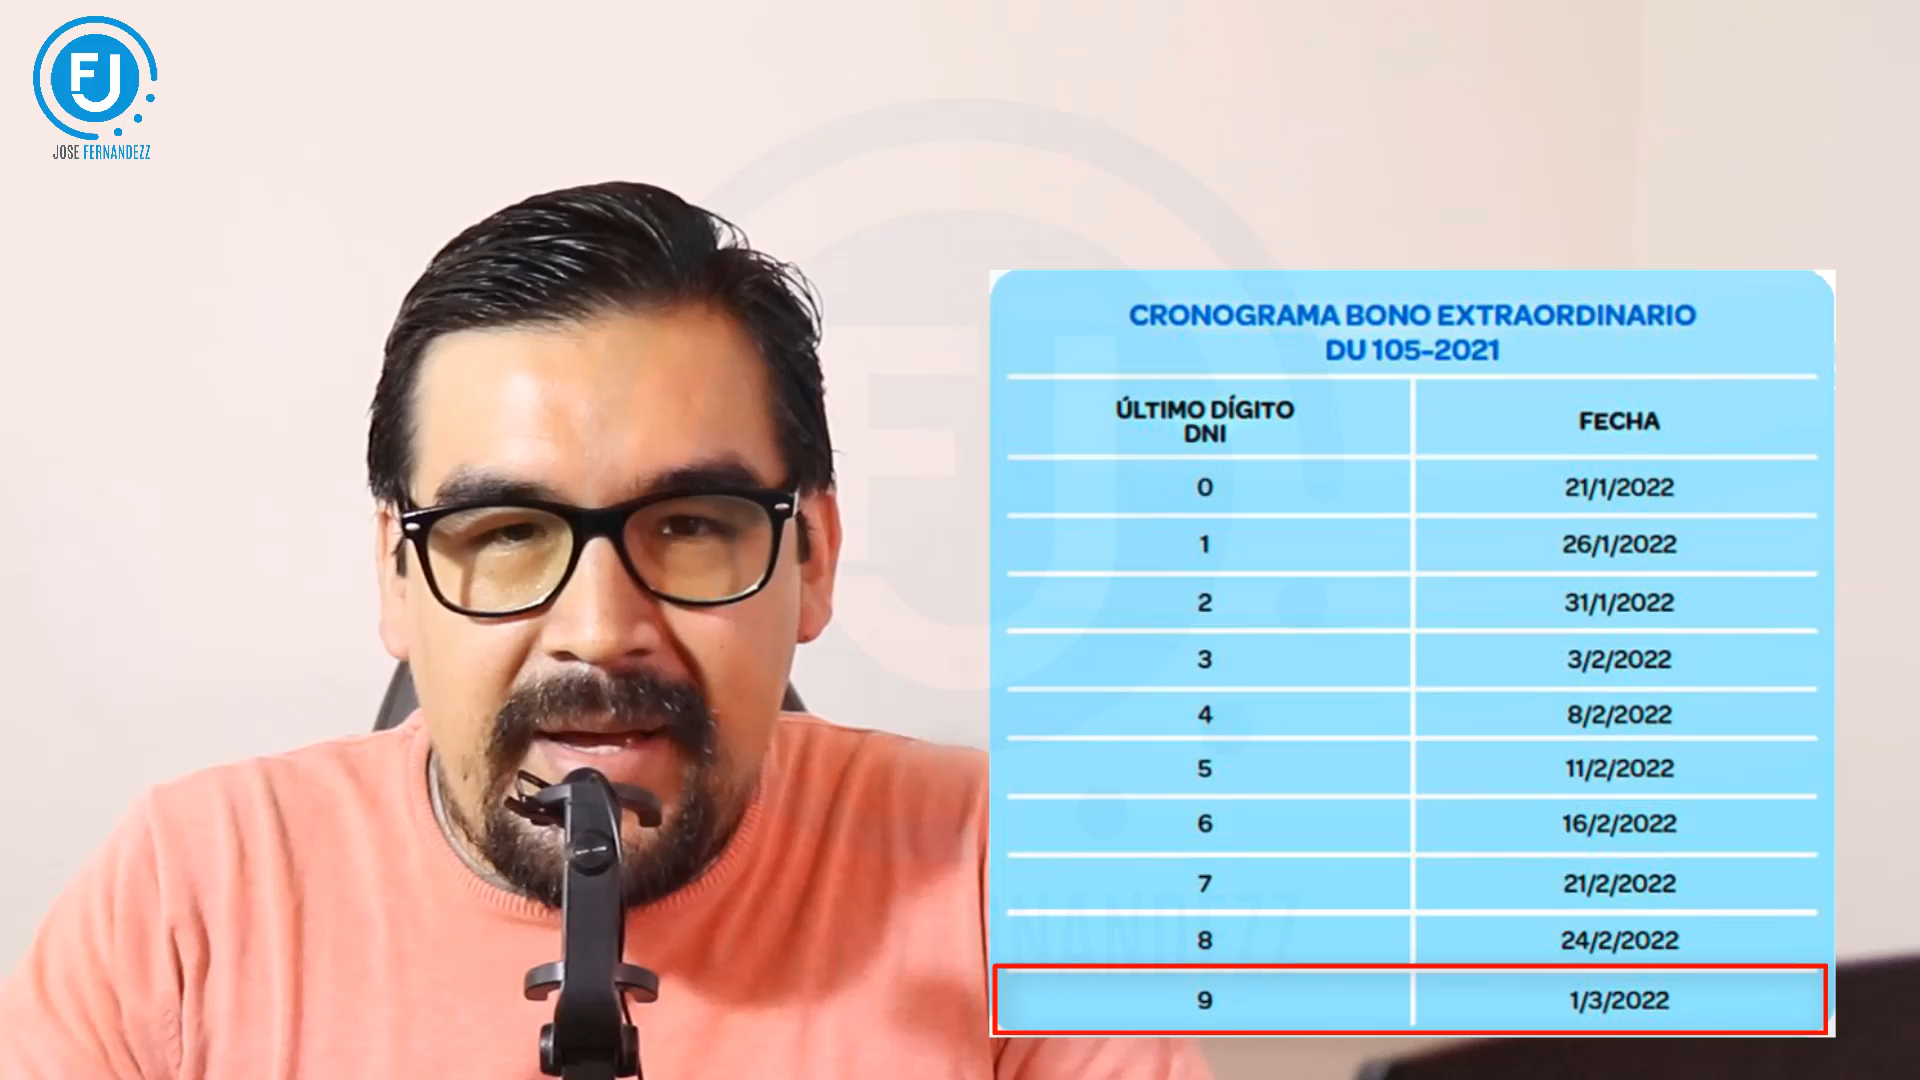 FJ
JOSE FERNANDEZZ
CRONOGRAMA BONO EXTRAORDINARIO
DU 105-2021
ÚLTIMO DÍGITO
DNI
FECHA
0 21/1/2022
1 26/1/2022
2 31/1/2022
3 3/2/2022
4 8/2/2022
5 11/2/2022
6 16/2/2022
7 21/2/2022
8 24/2/2022
9 1/3/2022
FJ
NANDEZZ